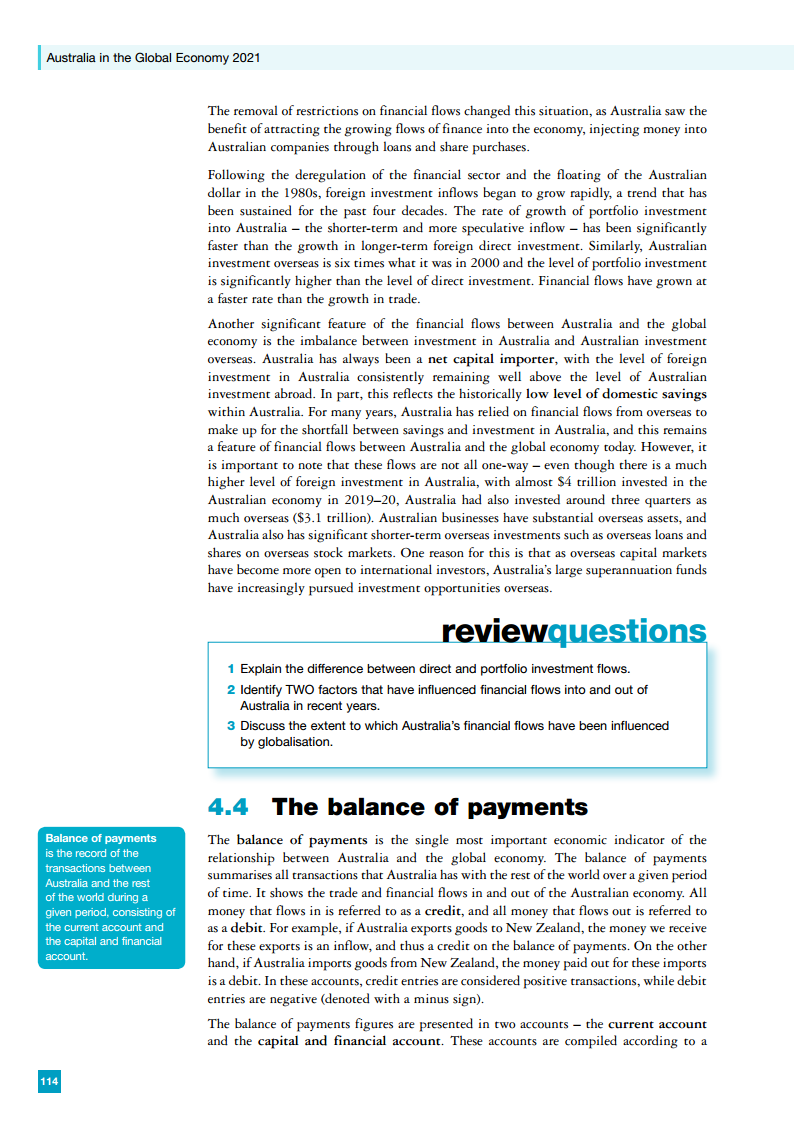 Australia in the Global Economy 2021
The removal of restrictions on financial flows changed this situation, as Australia saw the
benefit of attracting the growing flows of finance into the economy, injecting money into
Australian companies through loans and share purchases.
Following the deregulation of the financial sector and the floating of the Australian
dollar in the 1980s, foreign investment inflows began to grow rapidly, a trend that has
been sustained for the past four decades. The rate of growth of portfolio investment
into Australia – the shorter-term and more speculative inflow – has been significantly
faster than the growth in longer-term foreign direct investment. Similarly, Australian
investment overseas is six times what it was in 2000 and the level of portfolio investment
is significantly higher than the level of direct investment. Financial flows have grown at
a faster rate than the growth in trade.
Another significant feature of the financial flows between Australia and the global
economy is the imbalance between investment in Australia and Australian investment
overseas. Australia has always been a net capital importer, with the level of foreign
investment in Australia consistently remaining well above the level of Australian
investment abroad. In part, this reflects the historically low level of domestic savings
within Australia. For many years, Australia has relied on financial flows from overseas to
make up for the shortfall between savings and investment in Australia, and this remains
a feature of financial flows between Australia and the global economy today. However, it
is important to note that these flows are not all one-way – even though there is a much
higher level of foreign investment in Australia, with almost $4 trillion invested in the
Australian economy in 2019–20, Australia had also invested around three quarters as
much overseas ($3.1 trillion). Australian businesses have substantial overseas assets, and
Australia also has significant shorter-term overseas investments such as overseas loans and
shares on overseas stock markets. One reason for this is that as overseas capital markets
have become more open to international investors, Australia's large superannuation funds
have increasingly pursued investment opportunities overseas.
reviewquestions
1 Explain the difference between direct and portfolio investment flows.
2 Identify TWO factors that have influenced financial flows into and out of
Australia in recent years.
3 Discuss the extent to which Australia's financial flows have been influenced
by globalisation.
4.4 The balance of payments
Balance of payments
is the record of the
transactions between
Australia and the rest
of the world during a
given period, consisting of
the current account and
the capital and financial
account.
The balance of payments is the single most important economic indicator of the
relationship between Australia and the global economy. The balance of payments
summarises all transactions that Australia has with the rest of the world over a given period
of time. It shows the trade and financial flows in and out of the Australian economy. All
money that flows in is referred to as a credit, and all money that flows out is referred to
as a debit. For example, if Australia exports goods to New Zealand, the money we receive
for these exports is an inflow, and thus a credit on the balance of payments. On the other
hand, if Australia imports goods from New Zealand, the money paid out for these imports
is a debit. In these accounts, credit entries are considered positive transactions, while debit
entries are negative (denoted with a minus sign).
The balance of payments figures are presented in two accounts – the current account
and the capital and financial account. These accounts are compiled according to a
114